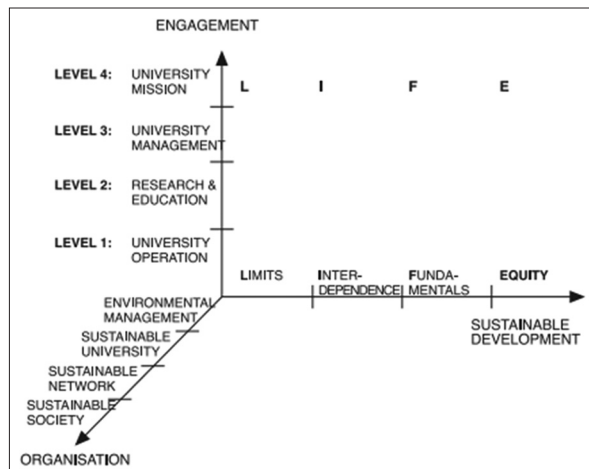 ENGAGEMENT
LEVEL 4: UNIVERSITY
MISSION
L I F E
LEVEL 3: UNIVERSITY
MANAGEMENT
LEVEL 2: RESEARCH &
EDUCATION
LEVEL 1: UNIVERSITY
OPERATION
LIMITS INTER- FUNDA- EQUITY
DEPENDENCE MENTALS
ENVIRONMENTAL
MANAGEMENT
SUSTAINABLE
UNIVERSITY
SUSTAINABLE
NETWORK
SUSTAINABLE
SOCIETY
SUSTAINABLE
DEVELOPMENT
ORGANISATION